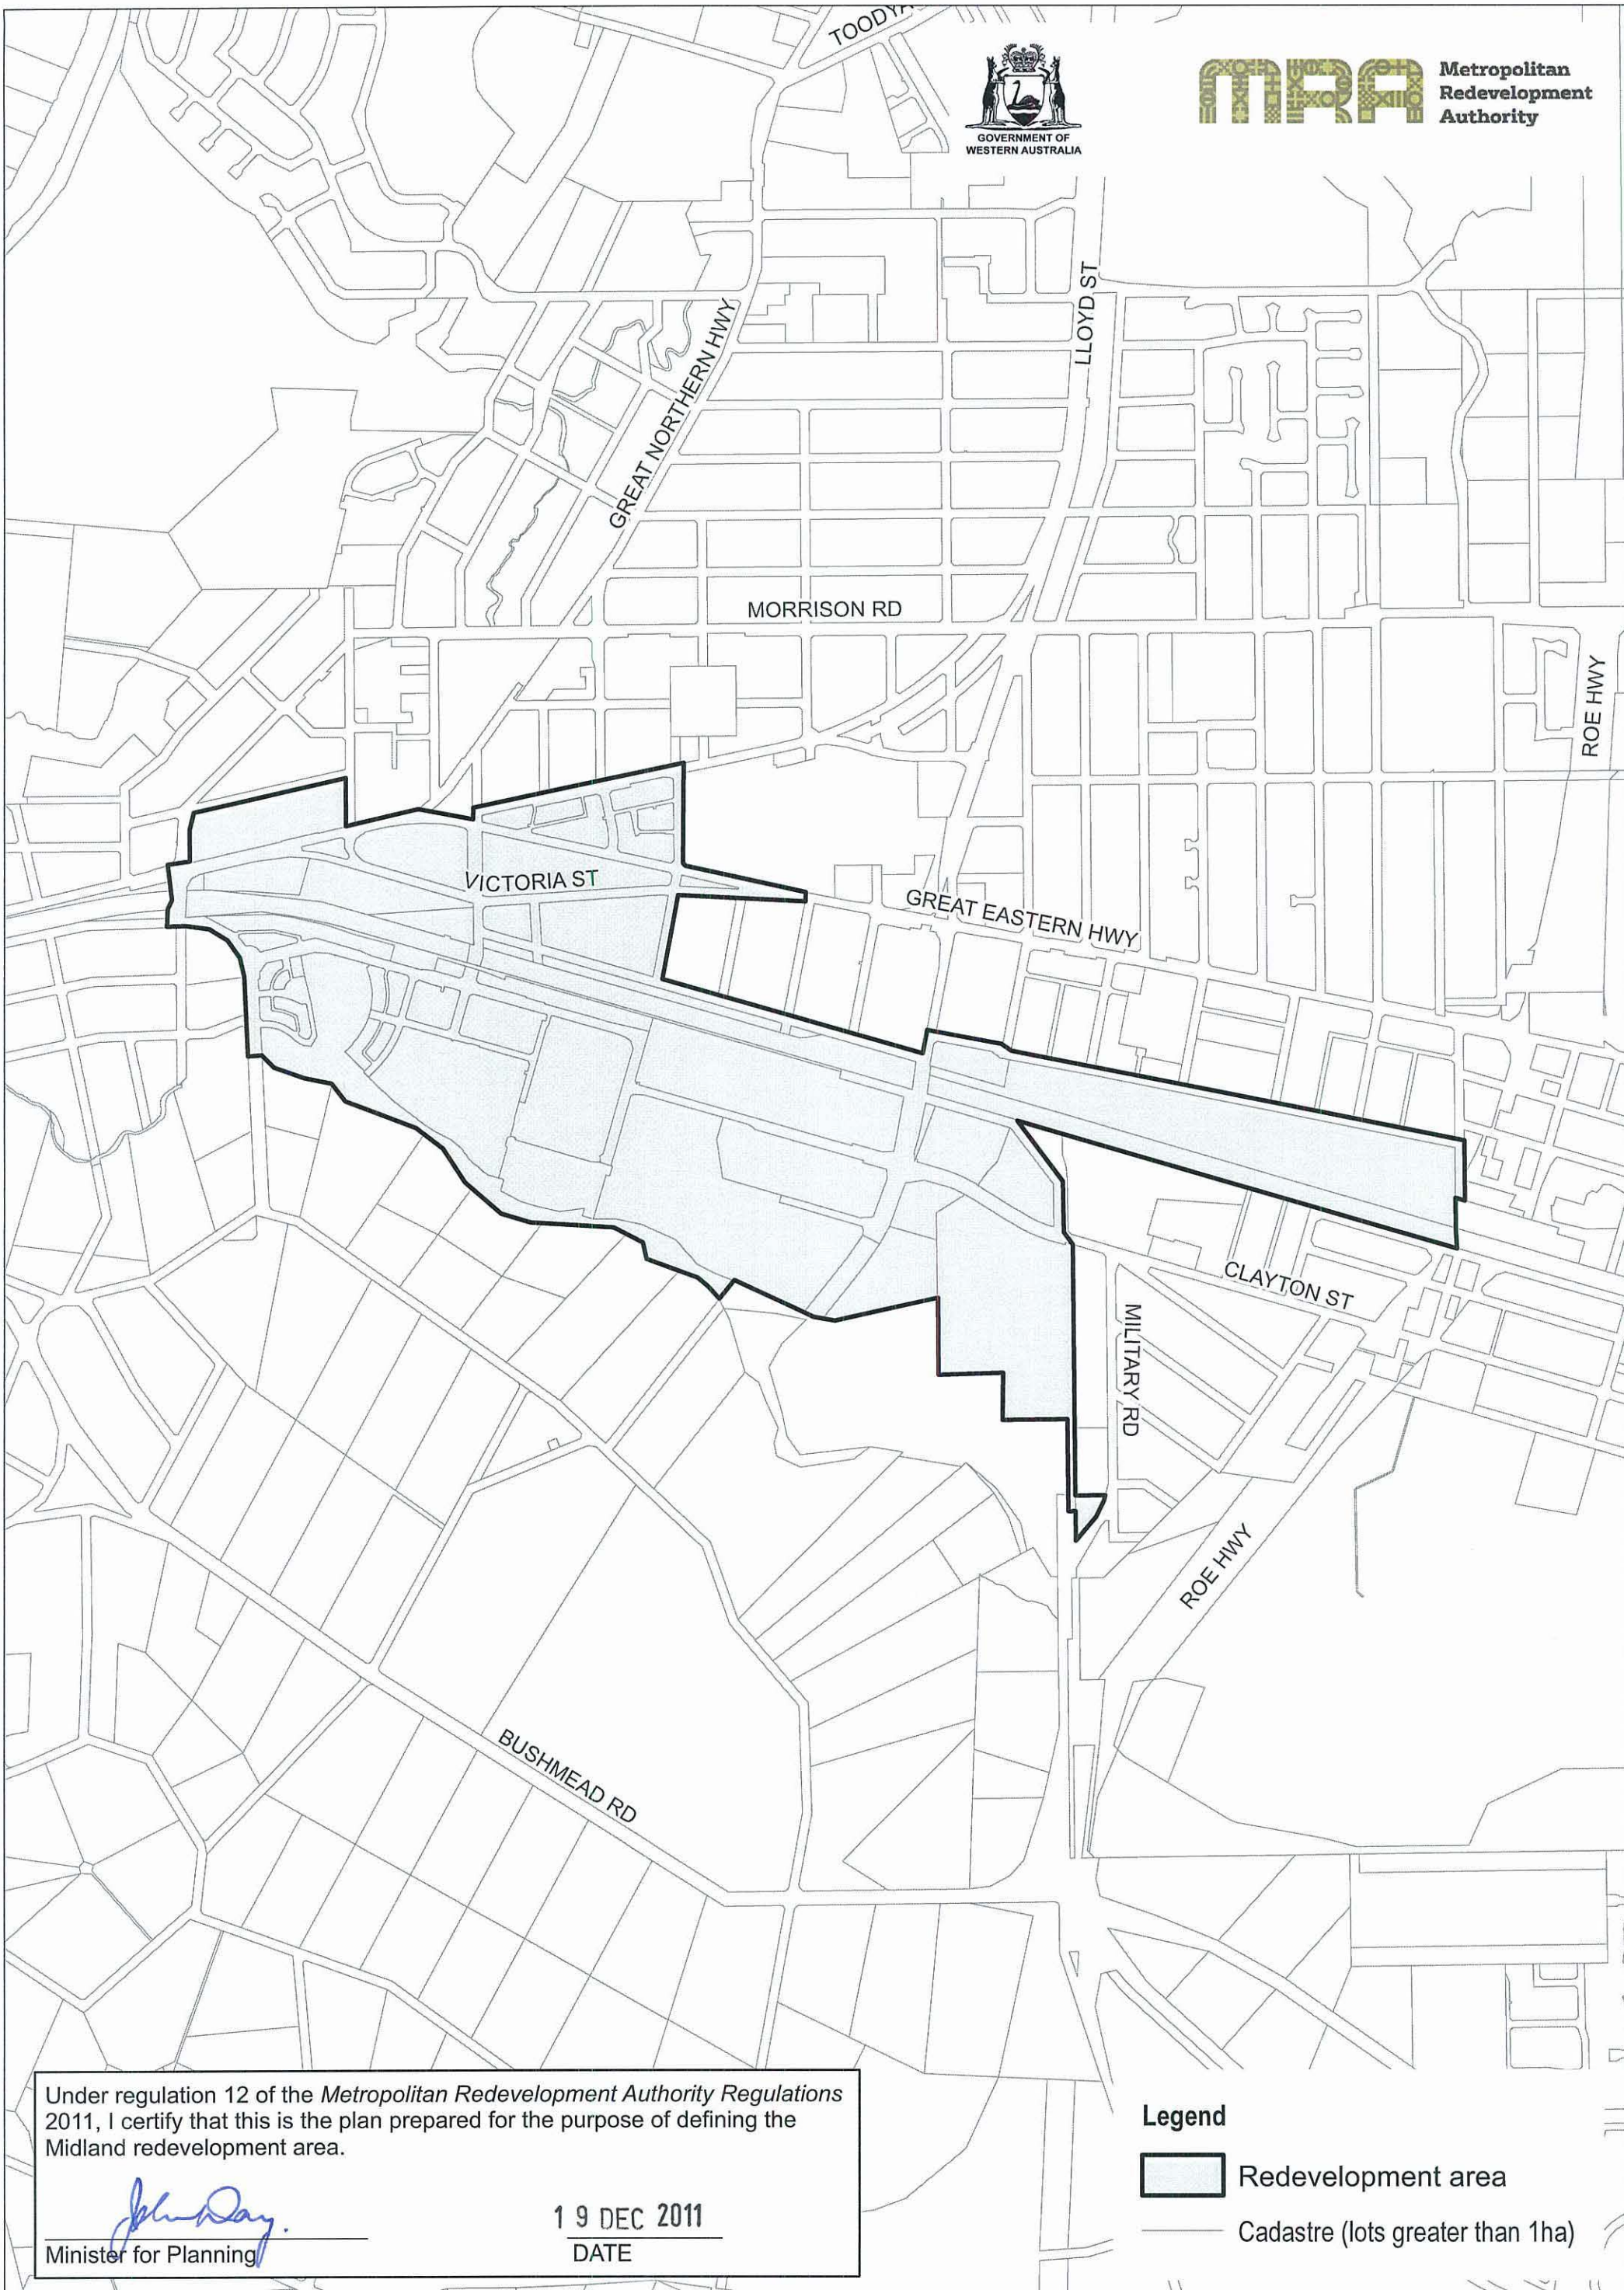 TOODYA
GOVERNMENT OF
WESTERN AUSTRALIA
MRA
Metropolitan
Redevelopment
Authority
LLOYD ST
GREAT NORTHERN HWY
MORRISON RD
ROE HWY
VICTORIA ST
GREAT EASTERN HWY
CLAYTON ST
MILITARY RD
ROE HWY
BUSHMEAD RD
Under regulation 12 of the Metropolitan Redevelopment Authority Regulations
2011, I certify that this is the plan prepared for the purpose of defining the
Midland redevelopment area.
John Day.
19 DEC 2011
Minister for Planning
DATE
Legend
Redevelopment area
Cadastre (lots greater than 1ha)